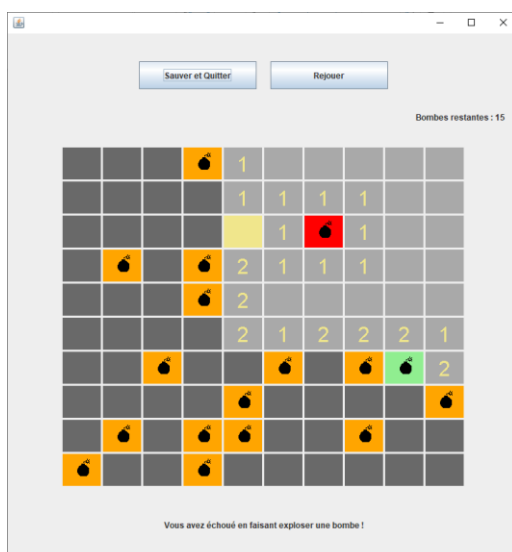 Sauver et Quitter Rejouer
Bombes restantes : 15
1
1 1 1 1
1 1
2 1 1 1
2
2 1 2 2 2 1
2
Vous avez échoué en faisant exploser une bombe !